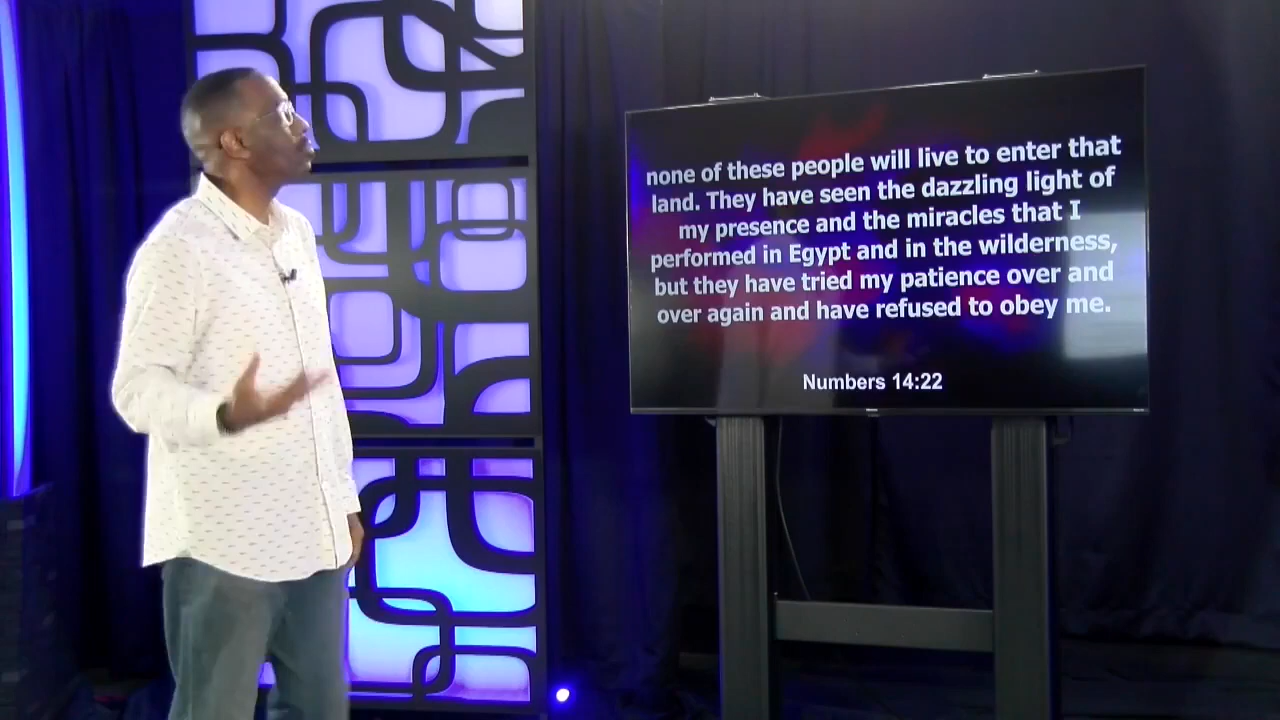 none of these people will live to enter that
land. They have seen the dazzling light of
my presence and the miracles that I
performed in Egypt and in the wilderness,
but they have tried my patience over and
over again and have refused to obey me.
Numbers 14:22